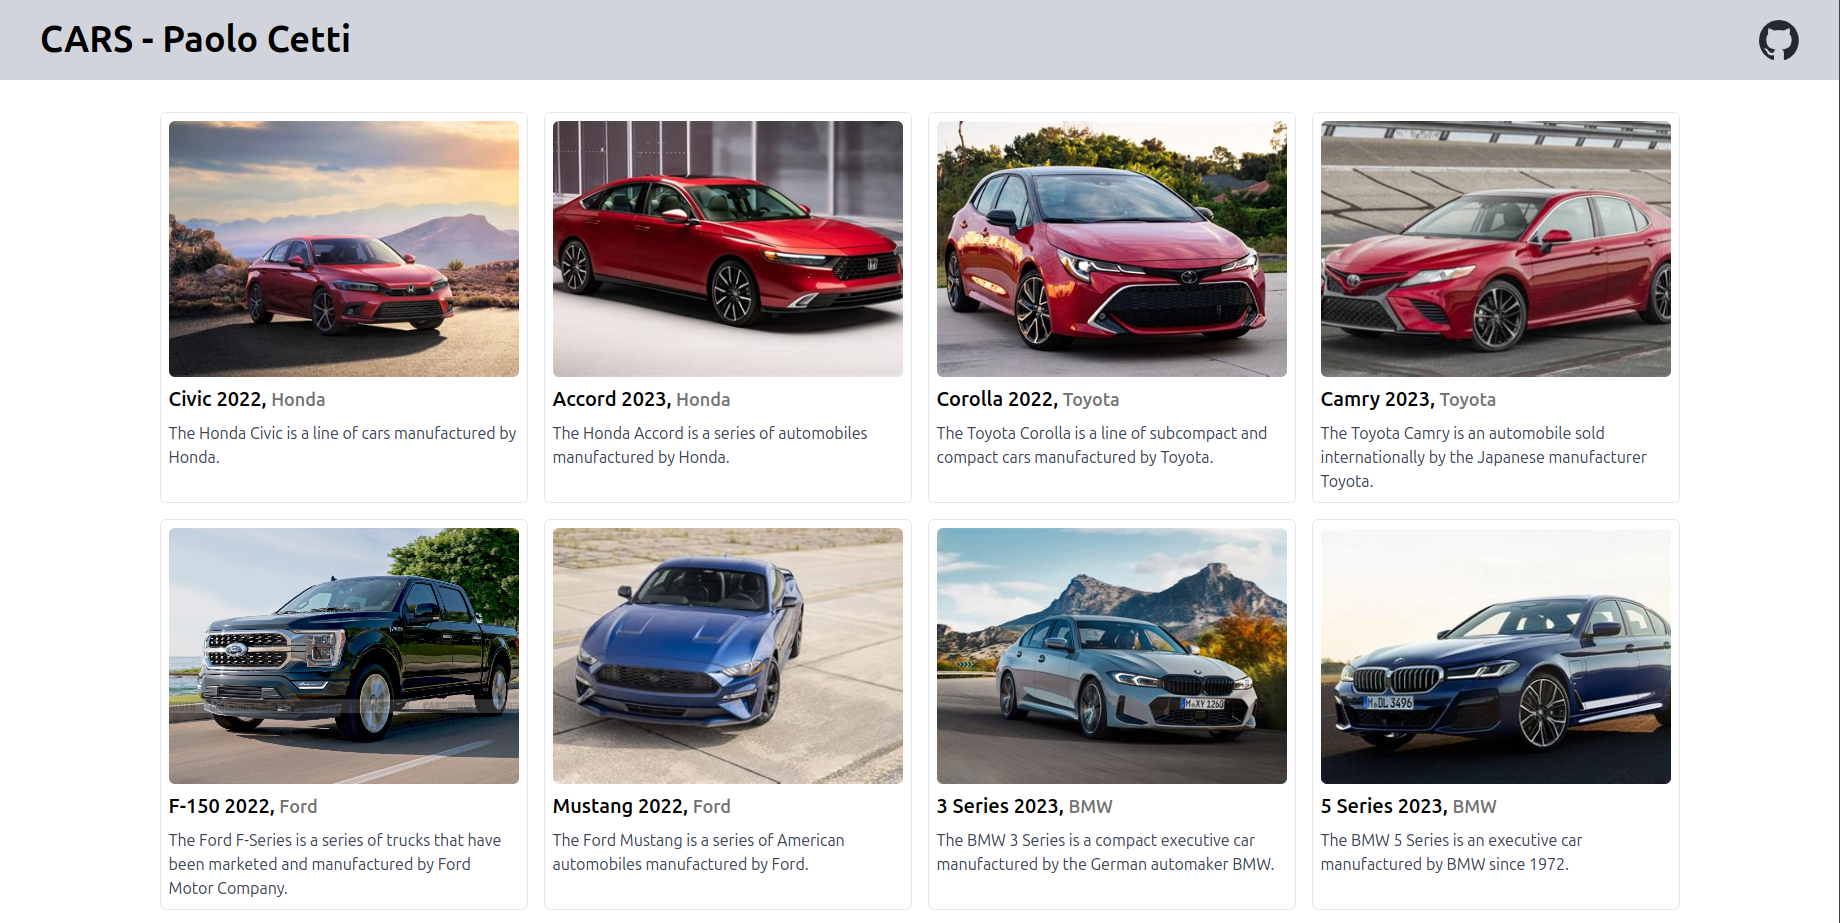 CARS - Paolo Cetti
Civic 2022, Honda
The Honda Civic is a line of cars manufactured by
Honda.
Accord 2023, Honda
The Honda Accord is a series of automobiles
manufactured by Honda.
Corolla 2022, Toyota
The Toyota Corolla is a line of subcompact and
compact cars manufactured by Toyota.
Camry 2023, Toyota
The Toyota Camry is an automobile sold
internationally by the Japanese manufacturer
Toyota.
F-150 2022, Ford
The Ford F-Series is a series of trucks that have
been marketed and manufactured by Ford
Motor Company.
Mustang 2022, Ford
The Ford Mustang is a series of American
automobiles manufactured by Ford.
M XY 1260
3 Series 2023, BMW
The BMW 3 Series is a compact executive car
manufactured by the German automaker BMW.
M DL 3496
5 Series 2023, BMW
The BMW 5 Series is an executive car
manufactured by BMW since 1972.